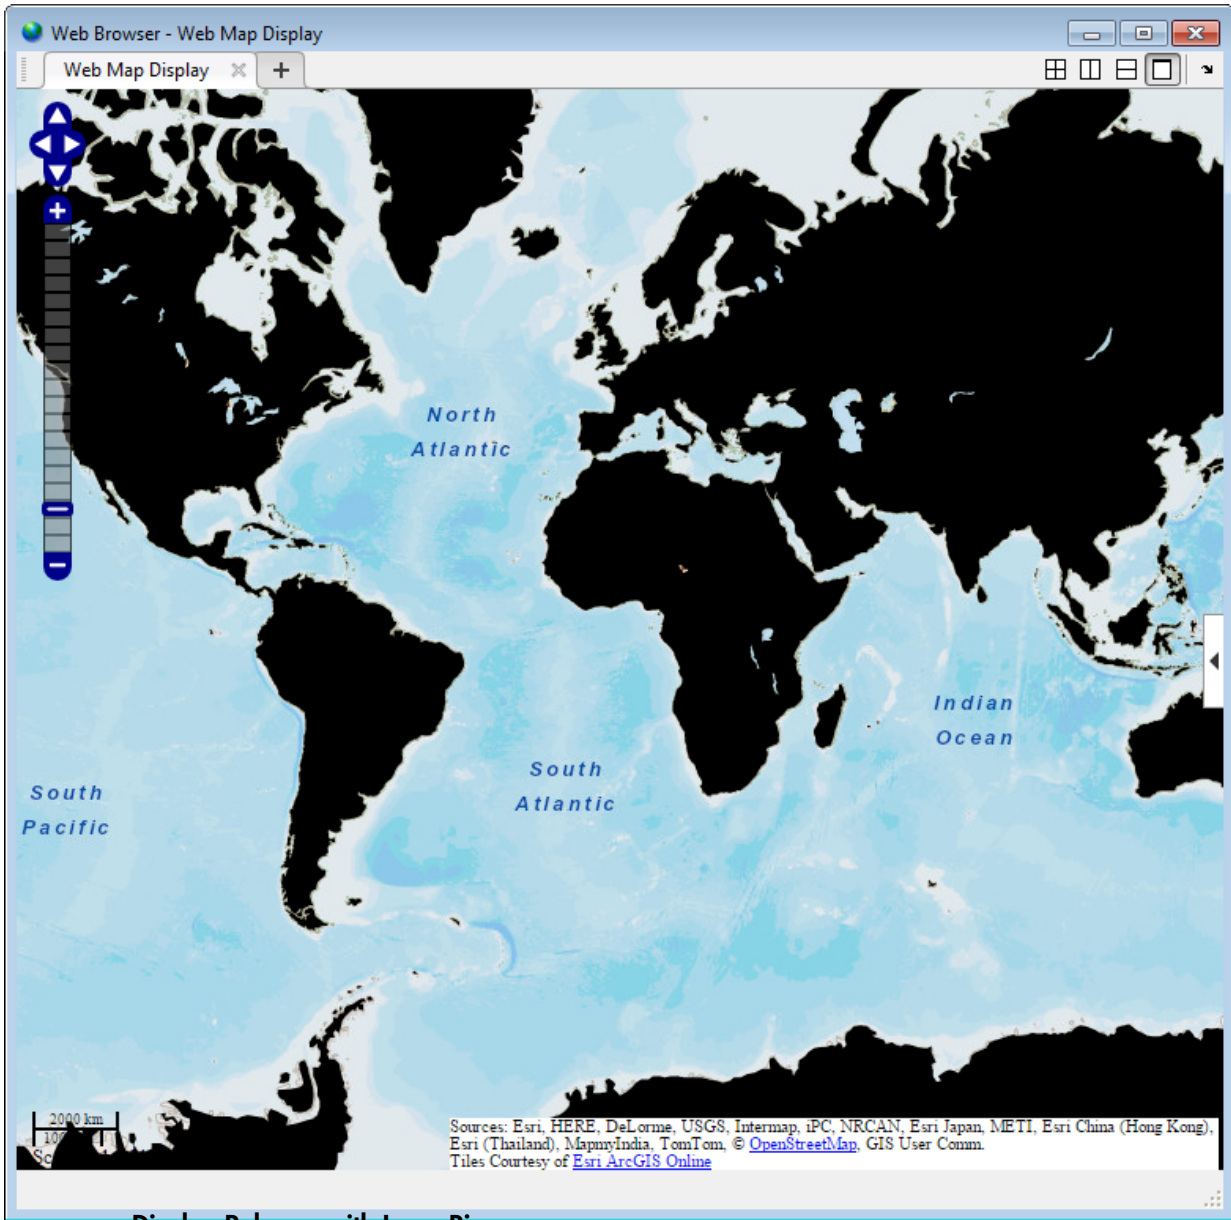 Web Browser - Web Map Display
Web Map Display
North
Atlantic
Indian
Ocean
South
Atlantic
South
Pacific
2000 km
Sources: Esri, HERE, DeLorme, USGS, Intermap, iPC, NRCAN, Esri Japan, METI, Esri China (Hong Kong),
Esri (Thailand), MapmyIndia, TomTom, © OpenStreetMap, GIS User Comm.
Tiles Courtesy of Esri ArcGIS Online